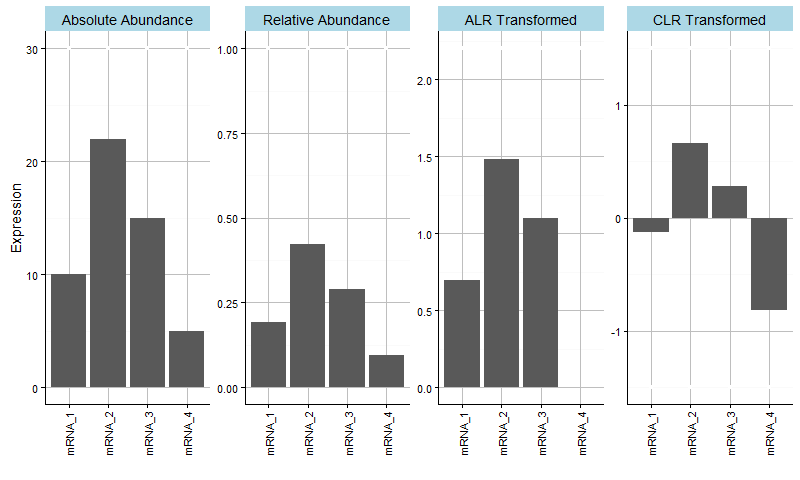 Absolute Abundance
Relative Abundance
ALR Transformed
CLR Transformed
Expression
30
20
10
0
mRNA_1
mRNA_2
mRNA_3
mRNA_4
1.00
0.75
0.50
0.25
0.00
mRNA_1
mRNA_2
mRNA_3
mRNA_4
2.0
1.5
1.0
0.5
0.0
mRNA_1
mRNA_2
mRNA_3
mRNA_4
1
0
-1
mRNA_1
mRNA_2
mRNA_3
mRNA_4